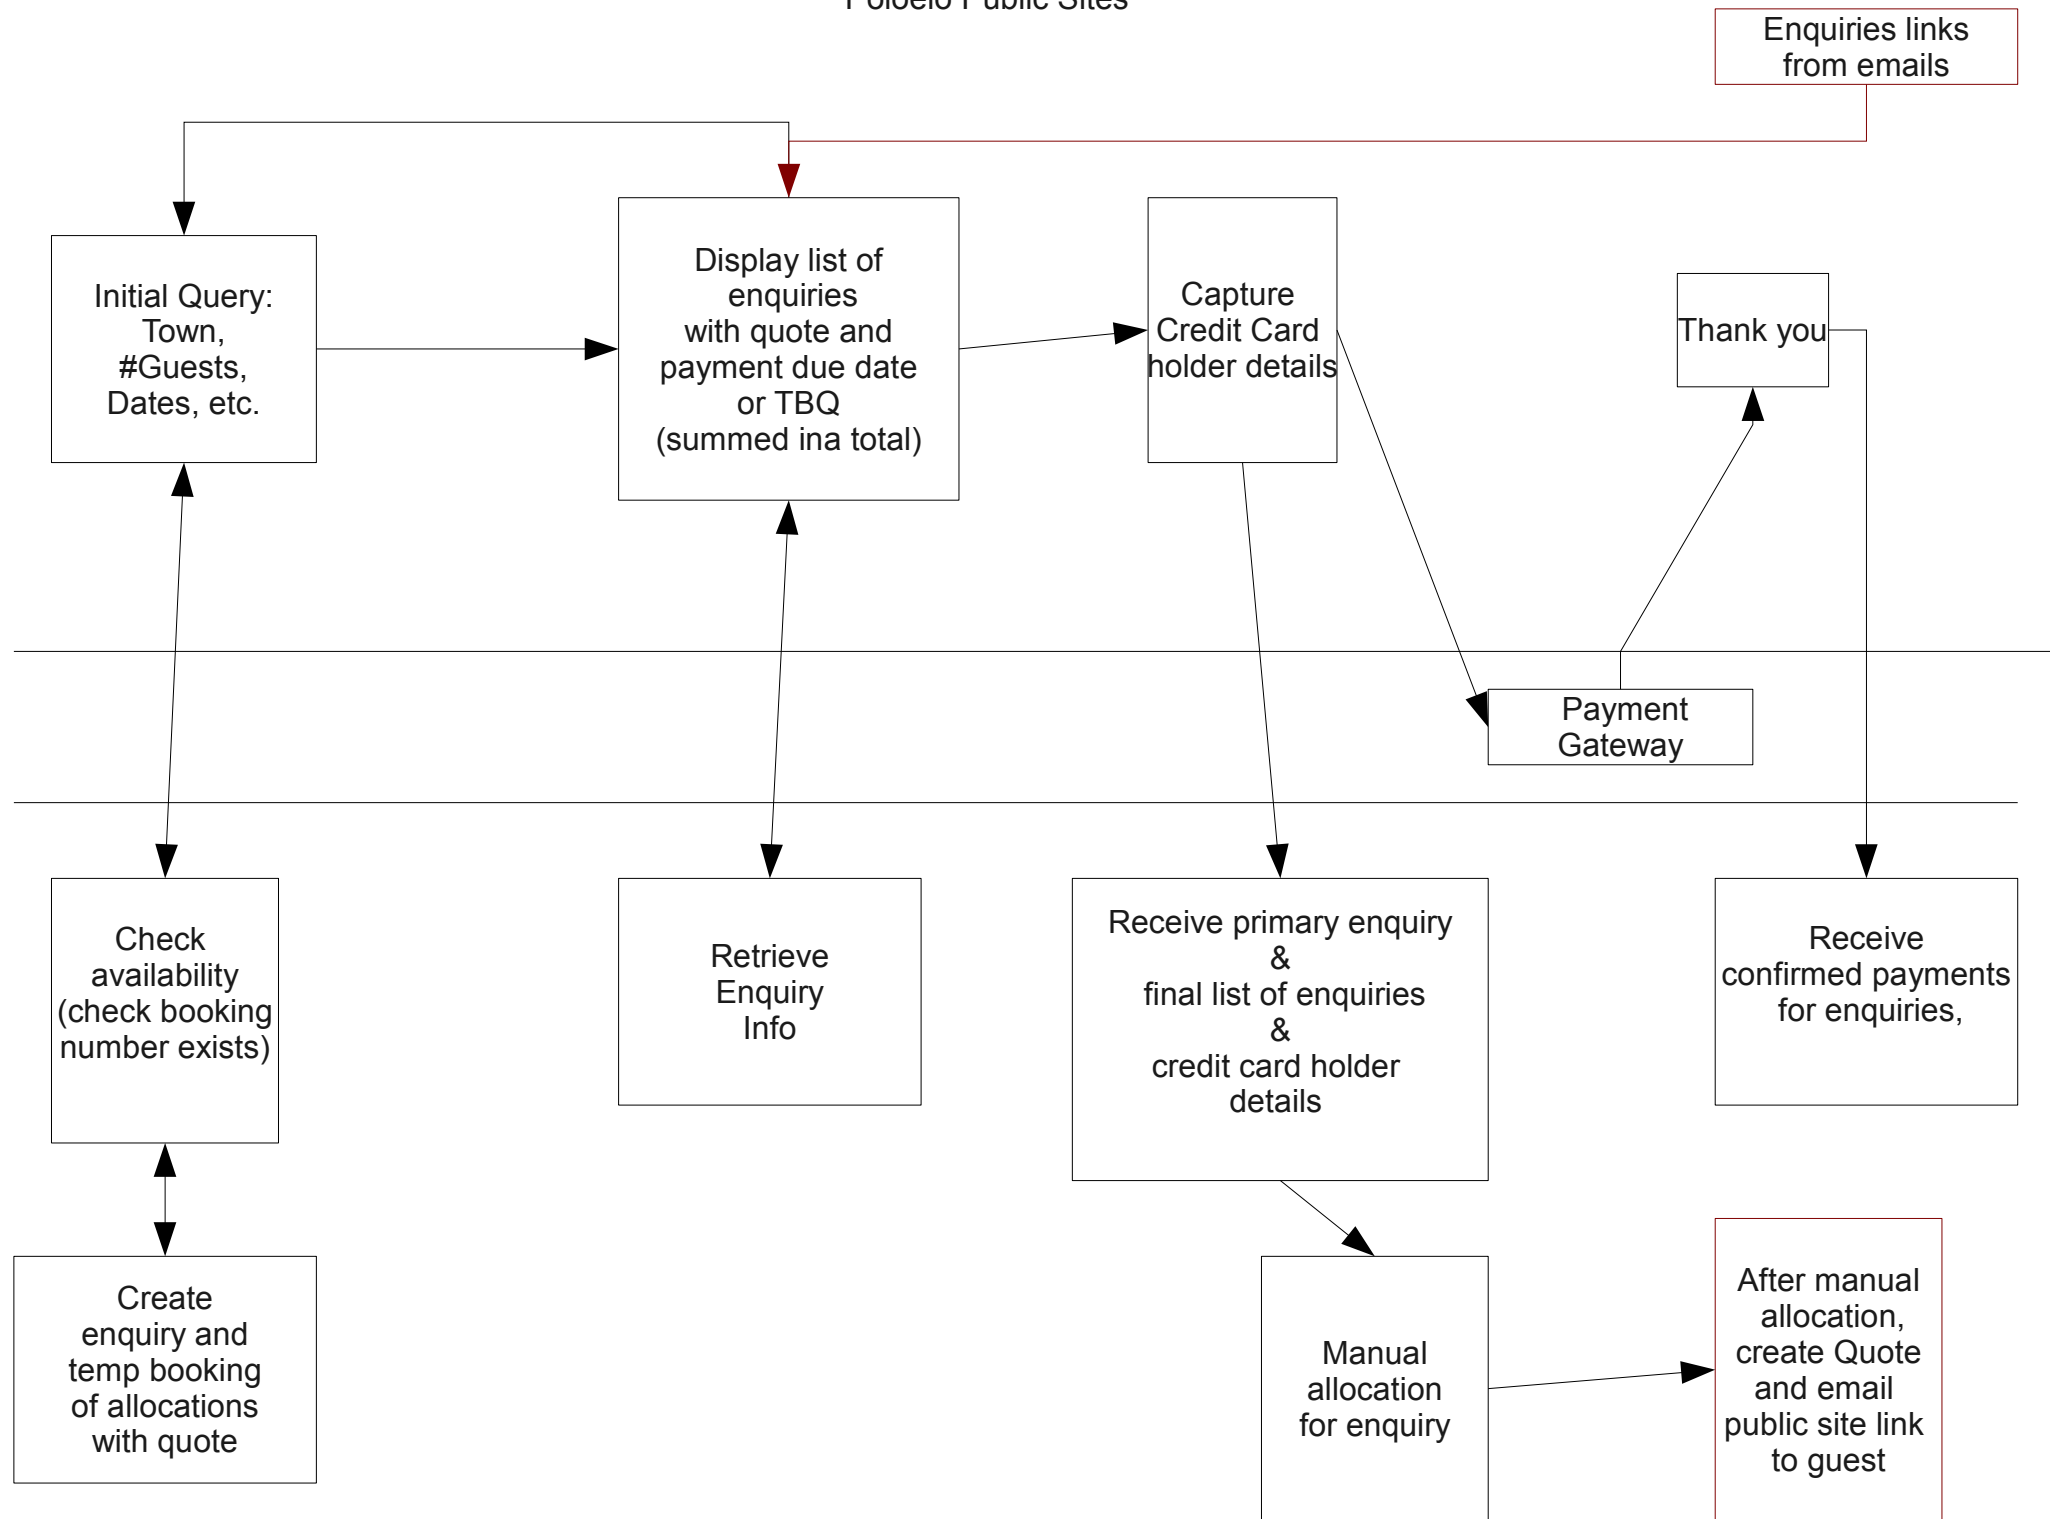 Public Sites
Enquiries links
from emails
Initial Query:
Town,
#Guests,
Dates, etc.
Display list of
enquiries
with quote and
payment due date
or TBQ
(summed ina total)
Capture
Credit Card
holder details
Thank you
Payment
Gateway
Check
availability
(check booking
number exists)
Retrieve
Enquiry
Info
Receive primary enquiry
&
final list of enquiries
&
credit card holder
details
Receive
confirmed payments
for enquiries,
Create
enquiry and
temp booking
of allocations
with quote
Manual
allocation
for enquiry
After manual
allocation,
create Quote
and email
public site link
to guest